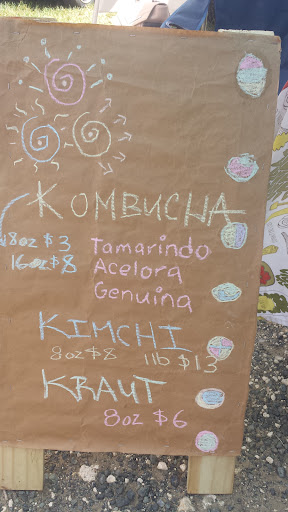 KOMBUCHA
8oz $3 Tamarindo
16oz $8 Acelora
Genuina
KIMCHI
8oz $8 1lb $13
KRAUT
8oz $6